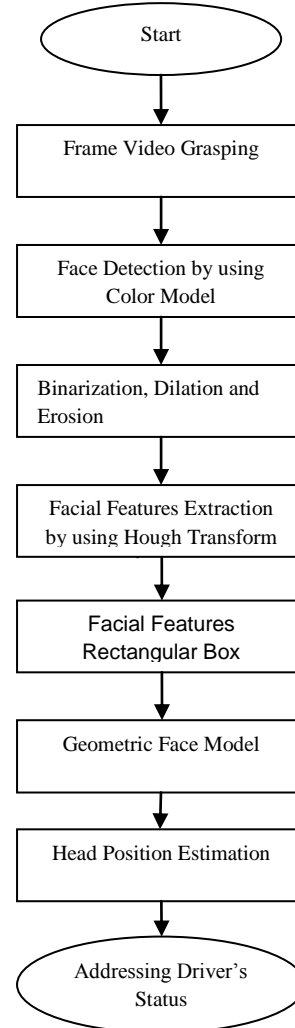 Start
Frame Video Grasping
Face Detection by using
Color Model
Binarization, Dilation and
Erosion
Facial Features Extraction
by using Hough Transform
Facial Features
Rectangular Box
Geometric Face Model
Head Position Estimation
Addressing Driver's
Status